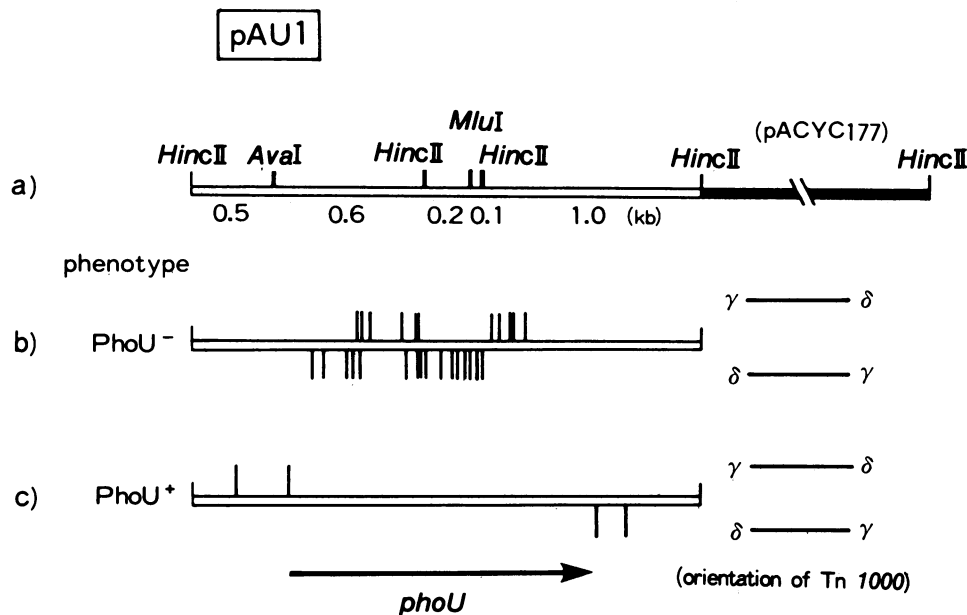 pAU1
MluI
(pACYC177)
HincII AvaI HincII HincII HincII HincII
a)
0.5 0.6 0.2 0.1 1.0 (kb)
phenotype
γ δ
b) PhoU⁻
δ γ
γ δ
c) PhoU⁺
δ γ
(orientation of Tn 1000)
phoU